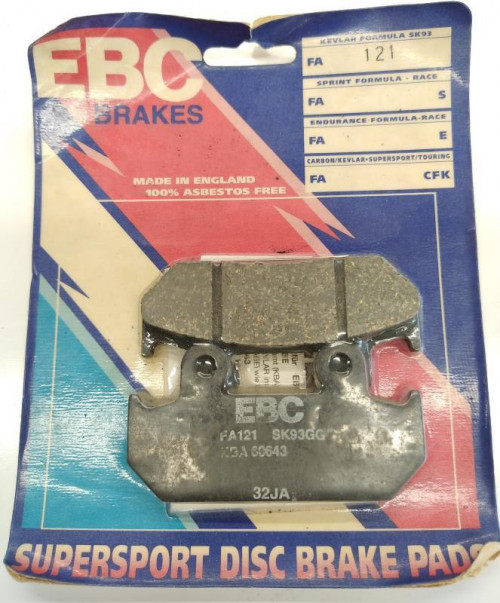 EBC
BRAKES
KEVLAR FORMULA SK93
FA 121
SPRINT FORMULA - RACE
FA S
ENDURANCE FORMULA-RACE
FA E
CARBON/KEVLAR-SUPERSPORT/TOURING
FA CFK
MADE IN ENGLAND
100% ASBESTOS FREE
EBC
FA121 SK93GG
KBA 60643
32JA
SUPERSPORT DISC BRAKE PADS